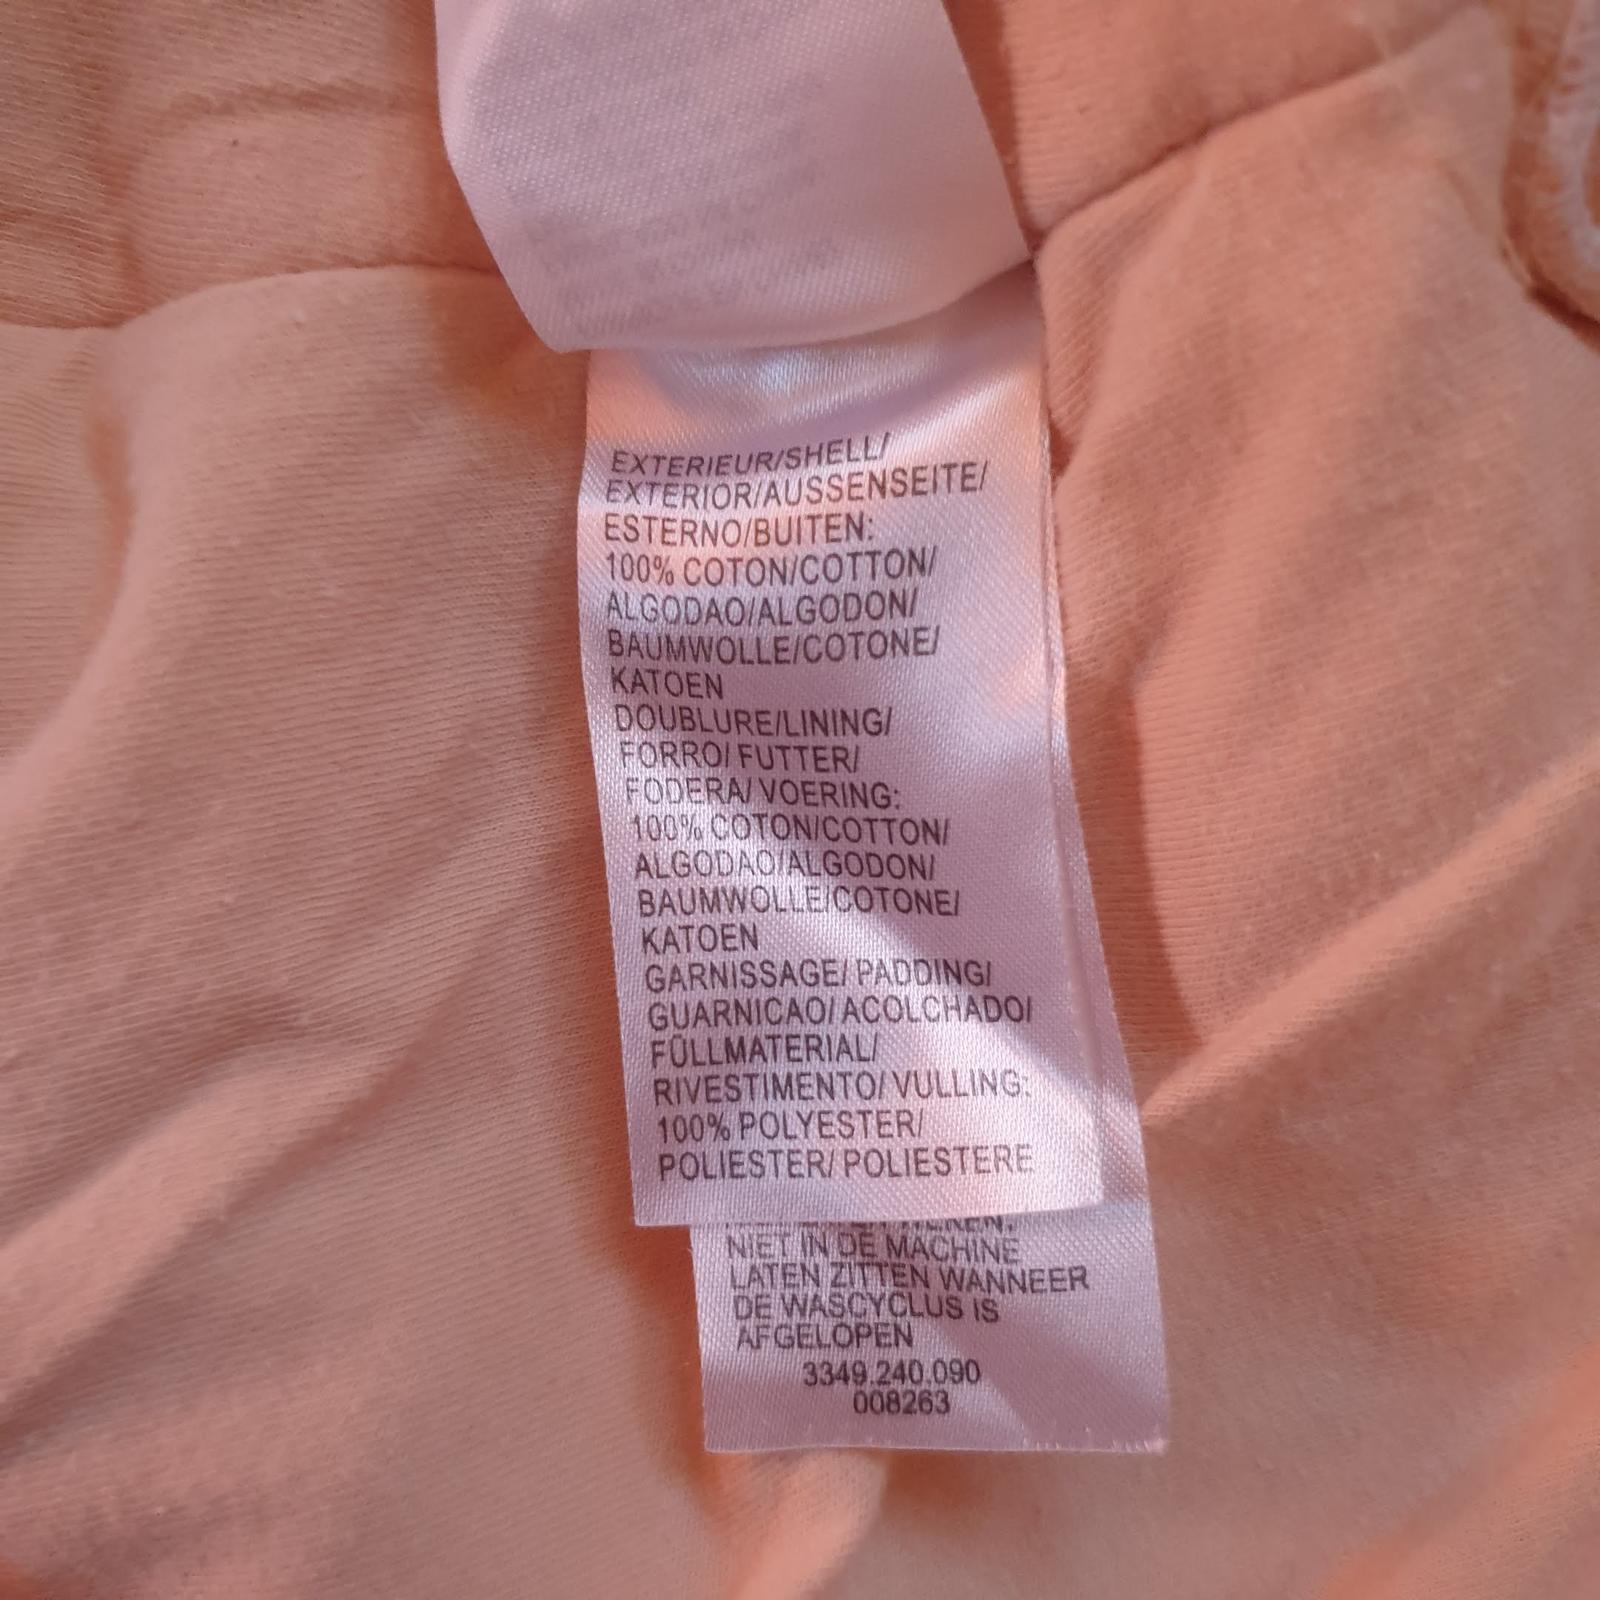 EXTERIEUR/SHELL/
EXTERIOR/AUSSENSEITE/
ESTERNO/BUITEN:
100% COTON/COTTON/
ALGODAO/ALGODON/
BAUMWOLLE/COTONE/
KATOEN
DOUBLURE/LINING/
FORRO/ FUTTER/
FODERA/ VOERING:
100% COTON/COTTON/
ALGODAO/ALGODON/
BAUMWOLLE/COTONE/
KATOEN
GARNISSAGE/ PADDING/
GUARNICAO/ ACOLCHADO/
FÜLLMATERIAL/
RIVESTIMENTO/ VULLING:
100% POLYESTER/
POLIESTER/ POLIESTERE
NIET IN DE MACHINE
LATEN ZITTEN WANNEER
DE WASCYCLUS IS
AFGELOPEN
3349.240.090
008263